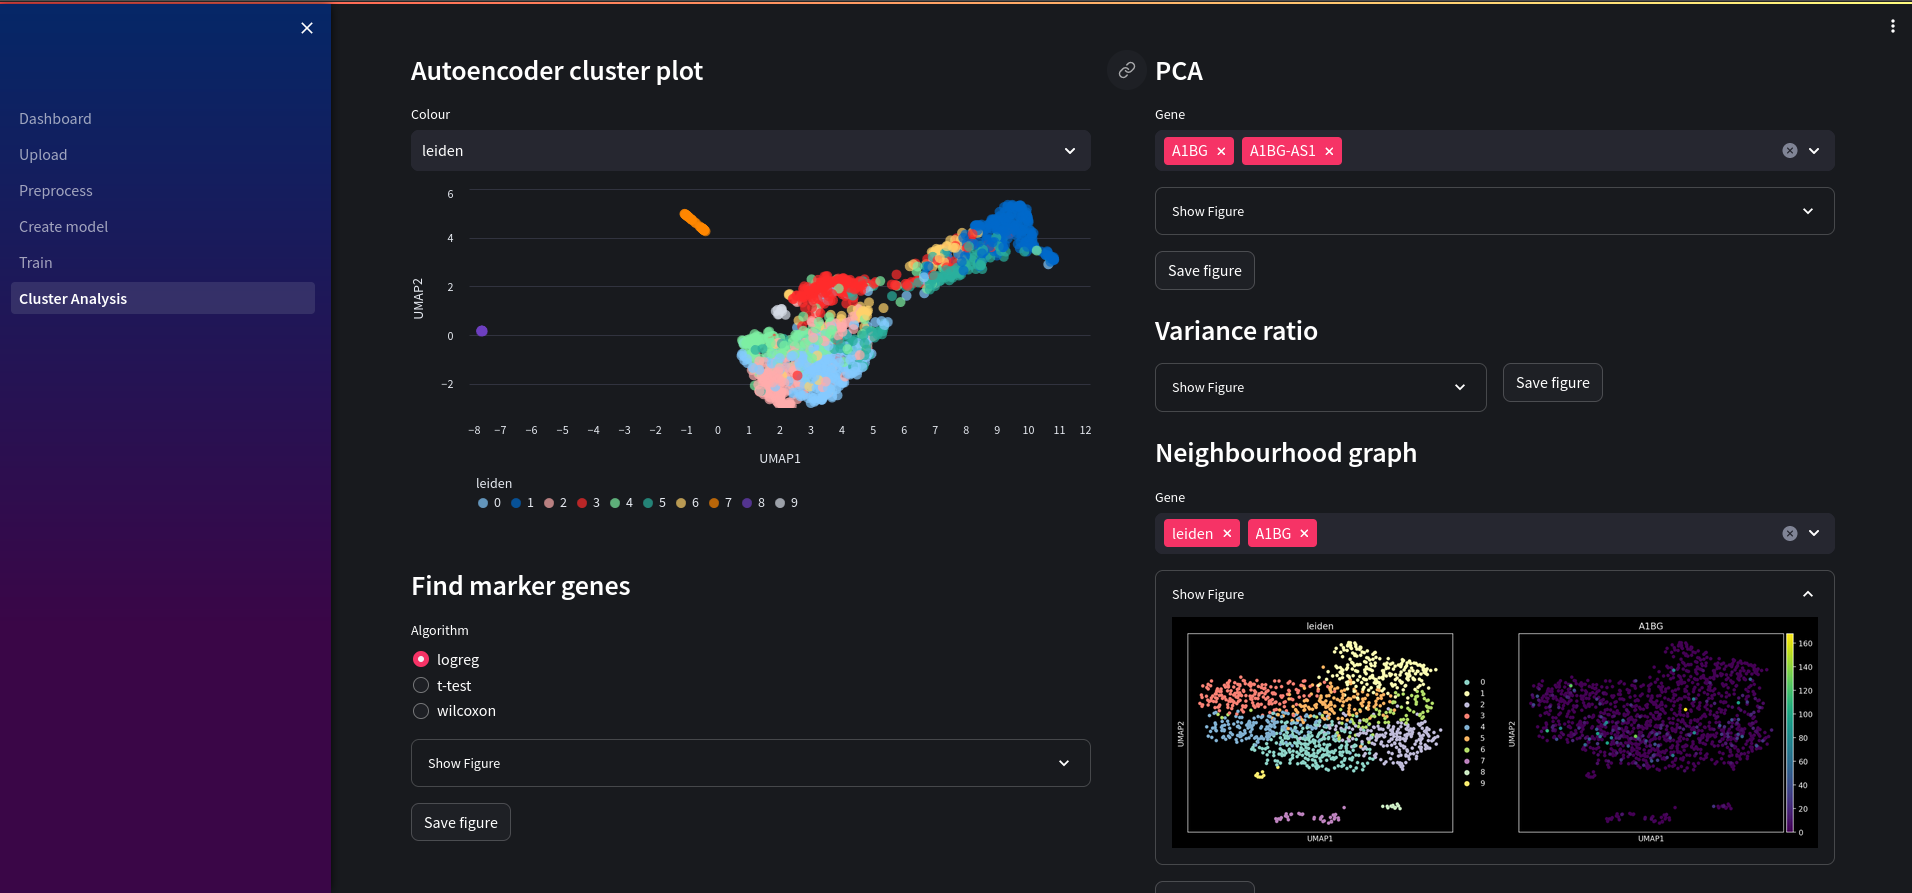 Dashboard
Upload
Preprocess
Create model
Train
Cluster Analysis
Autoencoder cluster plot
Colour
leiden
6
4
2
0
−2
UMAP2
−8 −7 −6 −5 −4 −3 −2 −1 0 1 2 3 4 5 6 7 8 9 10 11 12
UMAP1
leiden
0 1 2 3 4 5 6 7 8 9
Find marker genes
Algorithm
logreg
t-test
wilcoxon
Show Figure
Save figure
PCA
Gene
A1BG A1BG-AS1
Show Figure
Save figure
Variance ratio
Show Figure
Save figure
Neighbourhood graph
Gene
leiden A1BG
Show Figure
leiden
UMAP2
UMAP1
0
1
2
3
4
5
6
7
8
9
A1BG
UMAP2
UMAP1
160
140
120
100
80
60
40
20
0